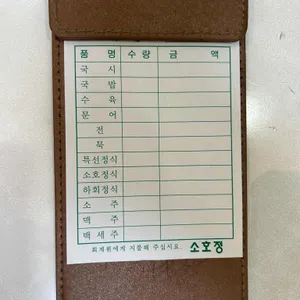 품 명 수량 금 액
국 시
국 밥
수 육
문 어
전
묵
특선정식
소호정식
하회정식
소 주
맥 주
백 세 주
회계원에게 지불해 주십시요. 소호정